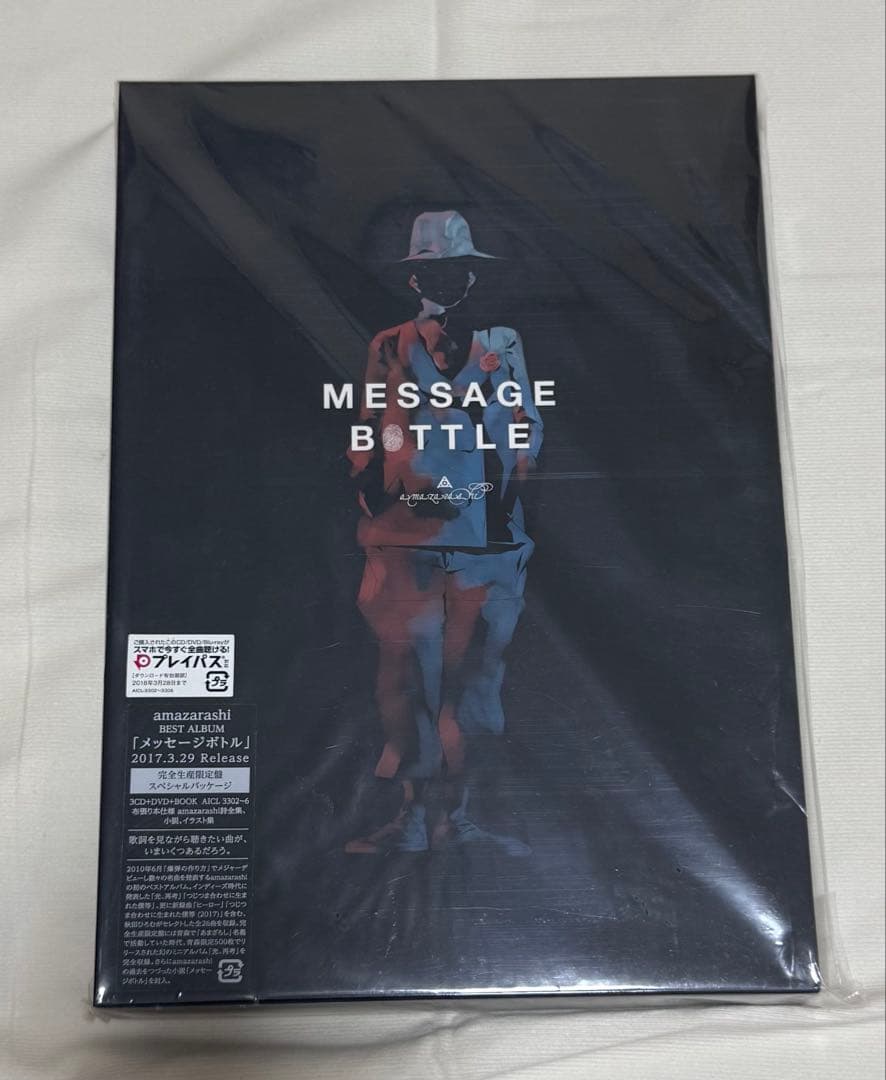 MESSAGE
BOTTLE
amazarashi
ご購入されたこのCD/DVD/Blu-rayが
スマホで今すぐ全曲聴ける!
プレイパス
[ダウンロード有効期限]
2018年3月28日まで
AICL-3302~3306
プラ
amazarashi
BEST ALBUM
「メッセージボトル」
2017.3.29 Release
完全生産限定盤
スペシャルパッケージ
3CD+DVD+BOOK AICL 3302~6
布張り本仕様 amazarashi詩全集、
小説、イラスト集
歌詞を見ながら聴きたい曲が、
いまいくつあるだろう。
2010年6月「爆弾の作り方」でメジャーデ
ビューし数々の名曲を発表するamazarashi
の初のベストアルバム。インディーズ時代に
発表した「光、再考」「つじつま合わせに生ま
れた僕等」、更に新録曲「ヒーロー」「つじつ
ま合わせに生まれた僕等 (2017)」を含む、
秋田ひろむがセレクトした全26曲を収録。完
全生産限定盤には青森で「あまざらし」名義
で活動していた時代、青森限定500枚でリ
リースされた幻のミニアルバム「光、再考」を
完全収録。さらにamazarashi
の過去をつづった小説「メッセー
ジボトル」を封入。
プラ